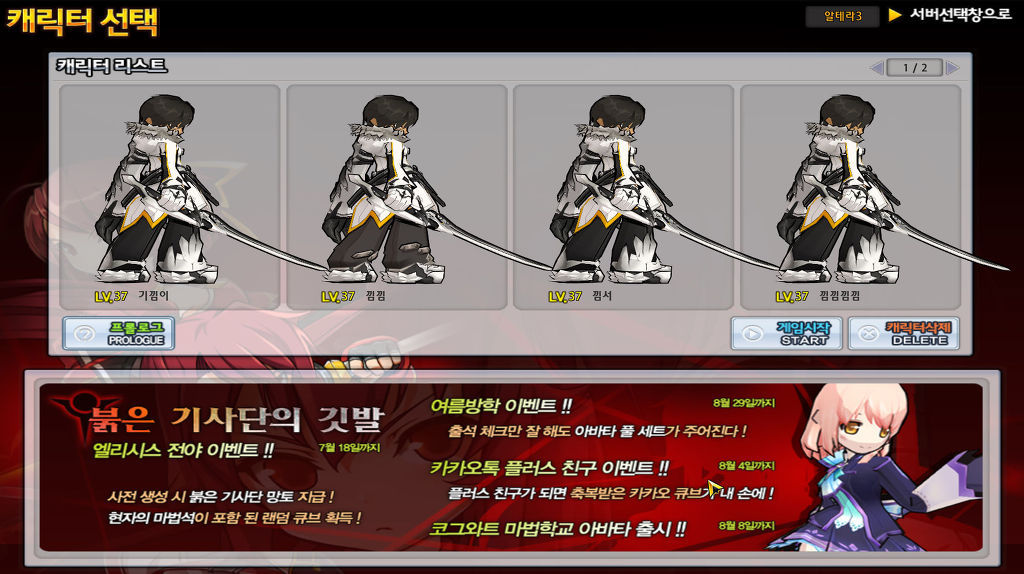 캐릭터 선택
알테라3
서버선택창으로
캐릭터 리스트
1 / 2
LV.37 기낌이
LV.37 낌낌
LV.37 낌서
LV.37 낌낌낌낌
프롤로그
PROLOGUE
게임시작
START
캐릭터삭제
DELETE
붉은 기사단의 깃발
엘리시스 전야 이벤트 !! 7월 18일까지
사전 생성 시 붉은 기사단 망토 지급 !
현자의 마법석이 포함 된 랜덤 큐브 획득 !
여름방학 이벤트 !! 8월 29일까지
출석 체크만 잘 해도 아바타 풀 세트가 주어진다 !
카카오톡 플러스 친구 이벤트 !! 8월 4일까지
플러스 친구가 되면 축복받은 카카오 큐브가 내 손에 !
코그와트 마법학교 아바타 출시 !! 8월 8일까지